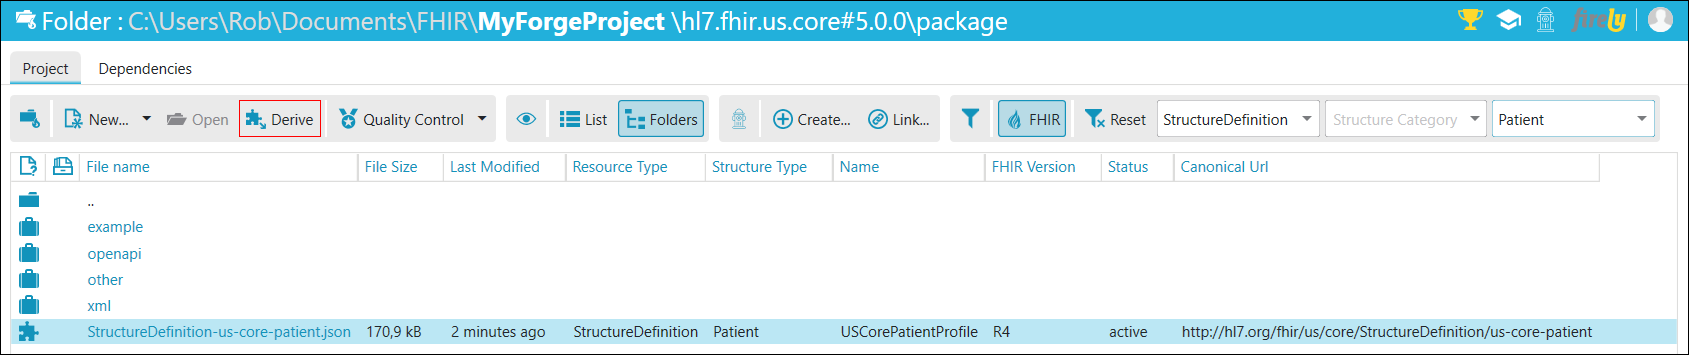 Folder : C:\Users\Rob\Documents\FHIR\MyForgeProject \hl7.fhir.us.core#5.0.0\package firely
Project Dependencies
New... Open Derive Quality Control List Folders Create... Link... FHIR Reset StructureDefinition Structure Category Patient
File name File Size Last Modified Resource Type Structure Type Name FHIR Version Status Canonical Url
..
example
openapi
other
xml
StructureDefinition-us-core-patient.json 170,9 kB 2 minutes ago StructureDefinition Patient USCorePatientProfile R4 active http://hl7.org/fhir/us/core/StructureDefinition/us-core-patient